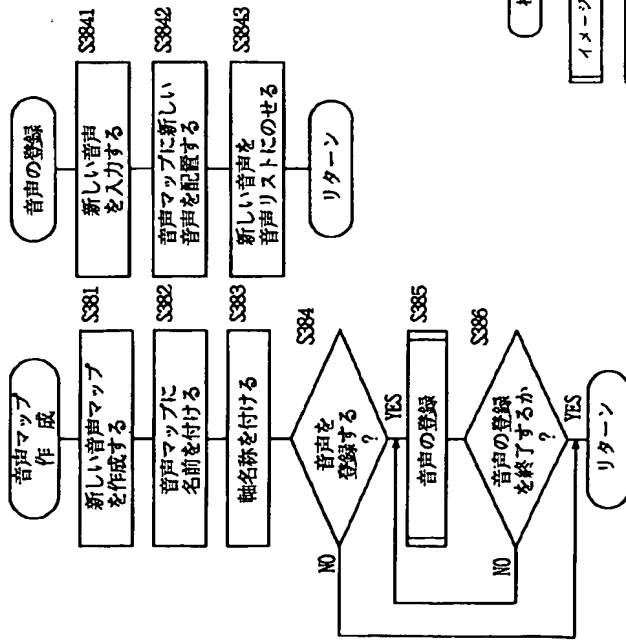 音声マップ
作 成
新しい音声マップ
を作成する
S381
音声マップに
名前を付ける
S382
軸名称を付ける
S383
音声を
登録する
?
S384
YES
NO
音声の登録
S385
音声の登録
を終了するか
?
S386
YES
NO
リターン
音声の登録
新しい音声
を入力する
S3841
音声マップに新しい
音声を配置する
S3842
新しい音声を
音声リストにのせる
S3843
リターン
イメージ